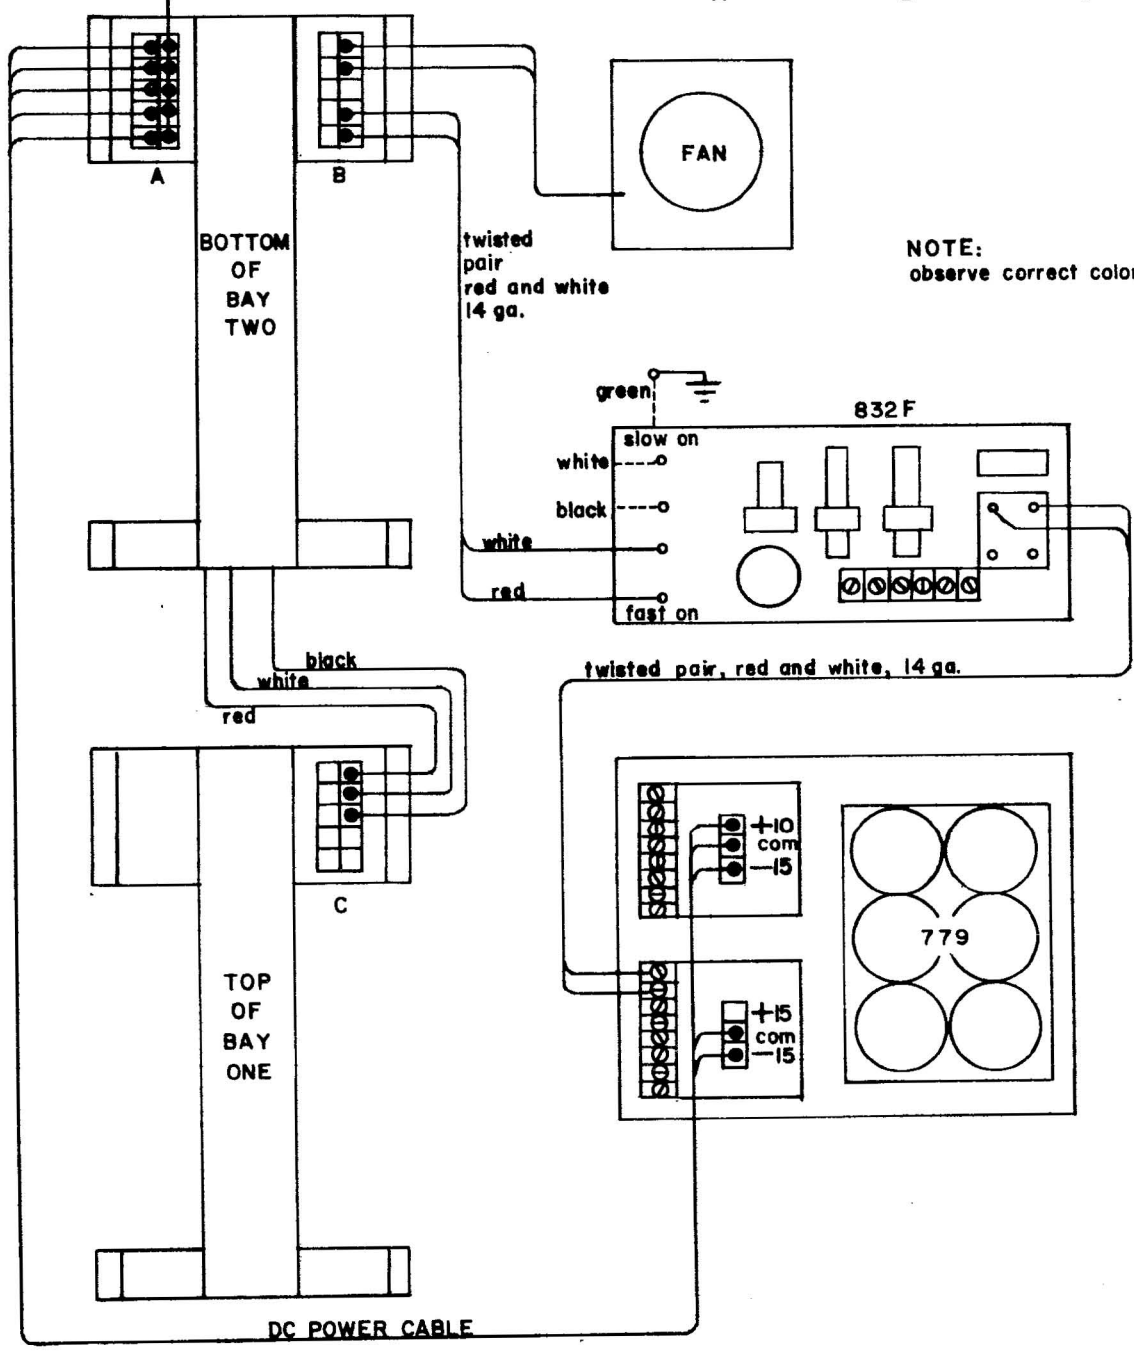 A
B
FAN
BOTTOM
OF
BAY
TWO
twisted
pair
red and white
14 ga.
NOTE:
observe correct color
green
832F
slow on
white
black
white
red
fast on
black
white
red
twisted pair, red and white, 14 ga.
C
+10
com
-15
779
TOP
OF
BAY
ONE
+15
com
-15
DC POWER CABLE